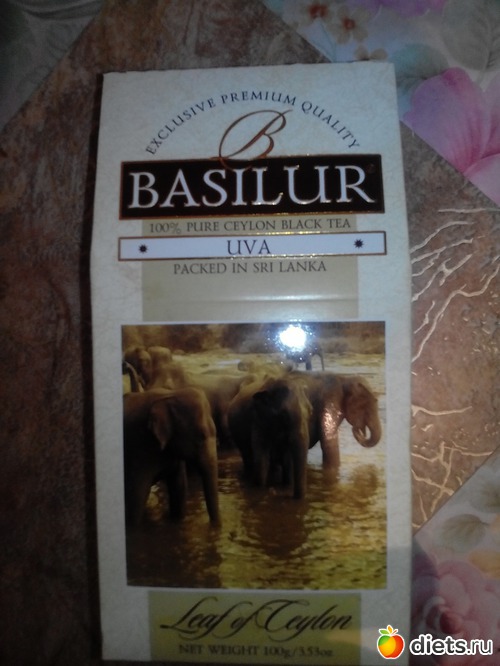 EXCLUSIVE PREMIUM QUALITY
B
BASILUR
100% PURE CEYLON BLACK TEA
UVA
PACKED IN SRI LANKA
Leaf of Ceylon
NET WEIGHT 100g/3.53oz
diets.ru